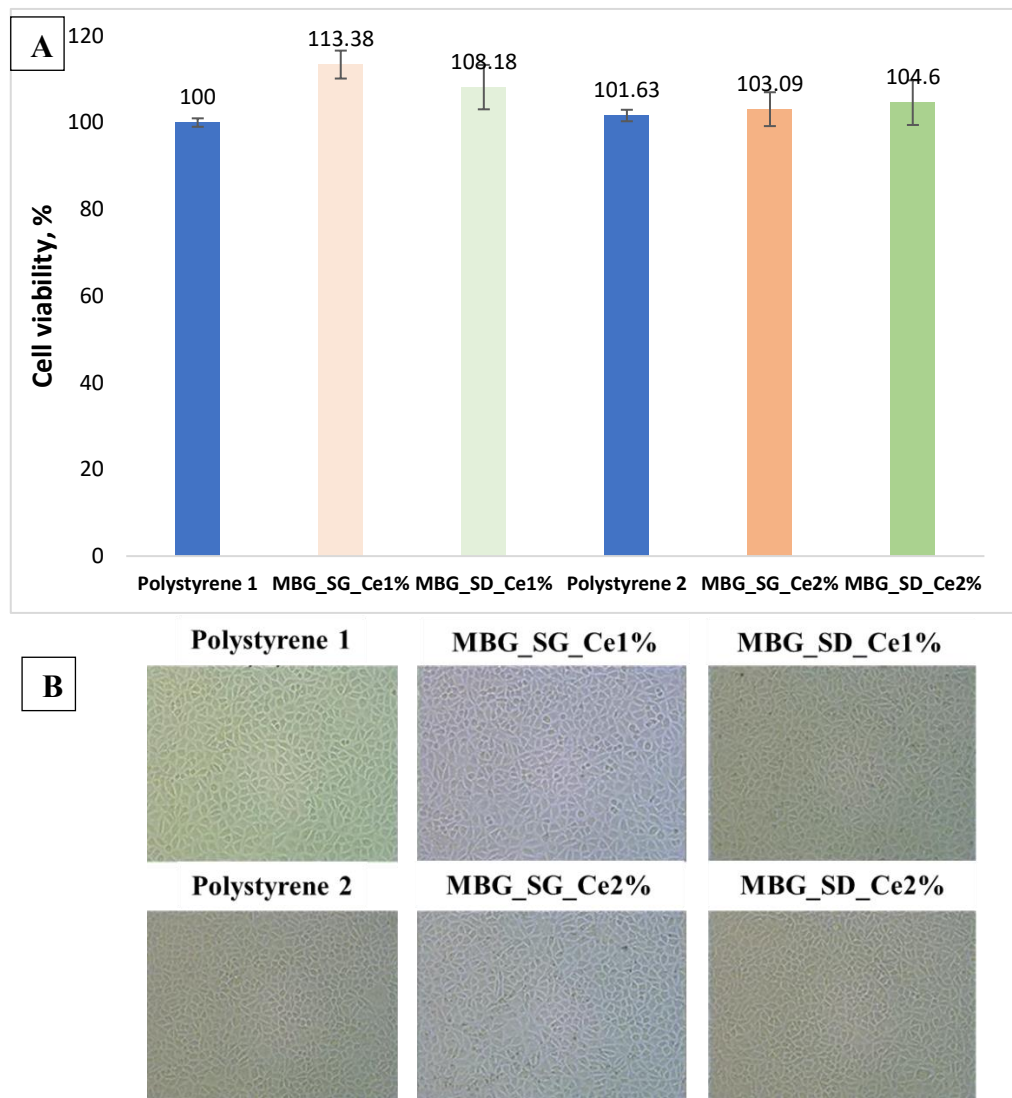 A
120
100
80
60
40
20
0
Cell viability, %
100
113.38
108.18
101.63
103.09
104.6
Polystyrene 1
MBG_SG_Ce1%
MBG_SD_Ce1%
Polystyrene 2
MBG_SG_Ce2%
MBG_SD_Ce2%
B
Polystyrene 1
MBG_SG_Ce1%
MBG_SD_Ce1%
Polystyrene 2
MBG_SG_Ce2%
MBG_SD_Ce2%